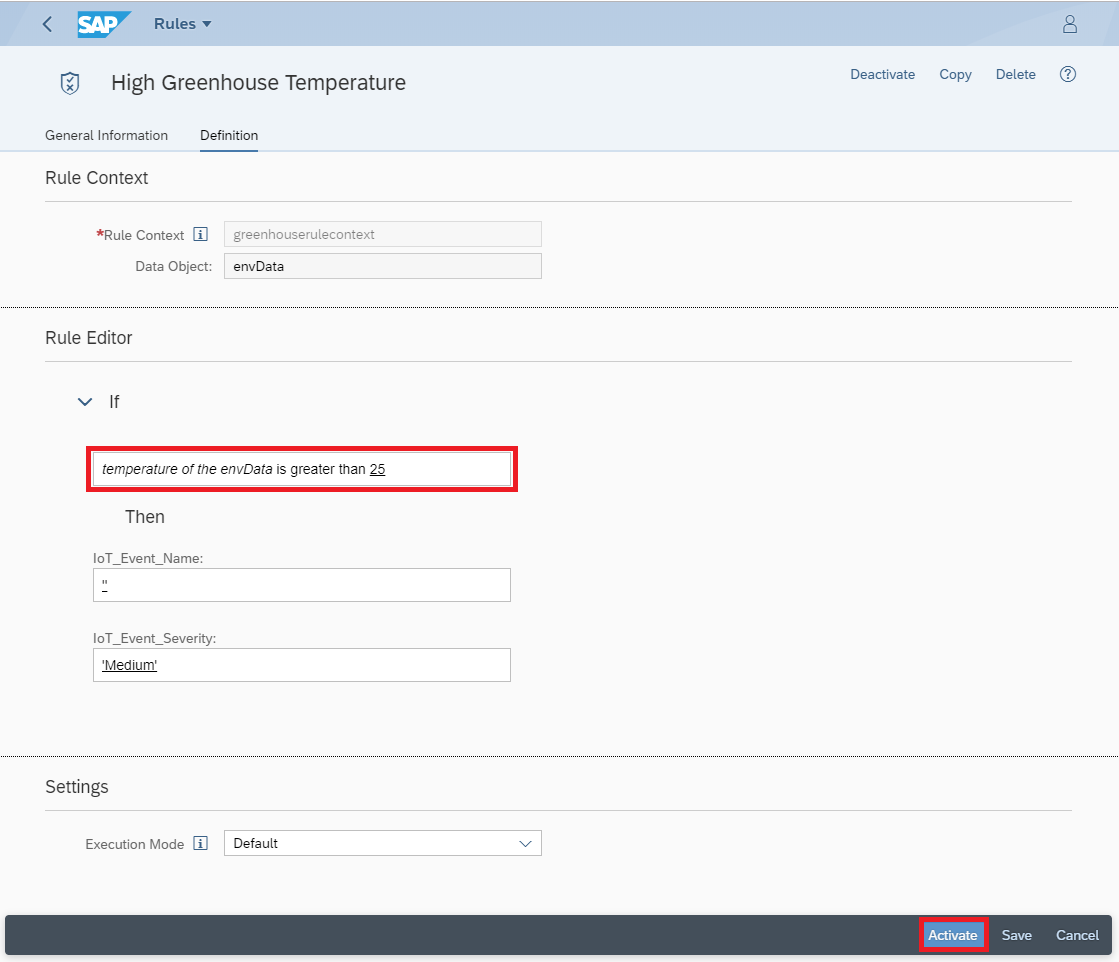 SAP Rules
High Greenhouse Temperature
Deactivate Copy Delete ?
General Information Definition
Rule Context
*Rule Context i greenhouserulecontext
Data Object: envData
Rule Editor
If
temperature of the envData is greater than 25
Then
IoT_Event_Name:
''
IoT_Event_Severity:
'Medium'
Settings
Execution Mode i Default
Activate Save Cancel